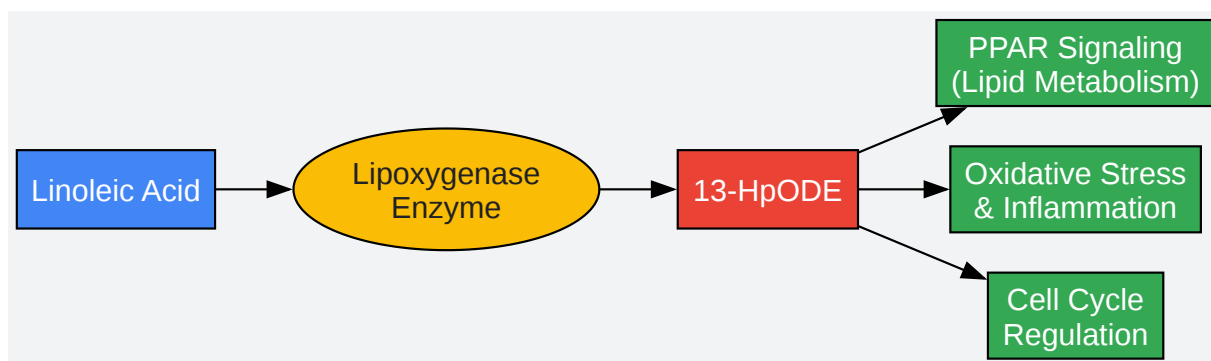 Linoleic Acid
Lipoxygenase
Enzyme
13-HpODE
PPAR Signaling
(Lipid Metabolism)
Oxidative Stress
& Inflammation
Cell Cycle
Regulation